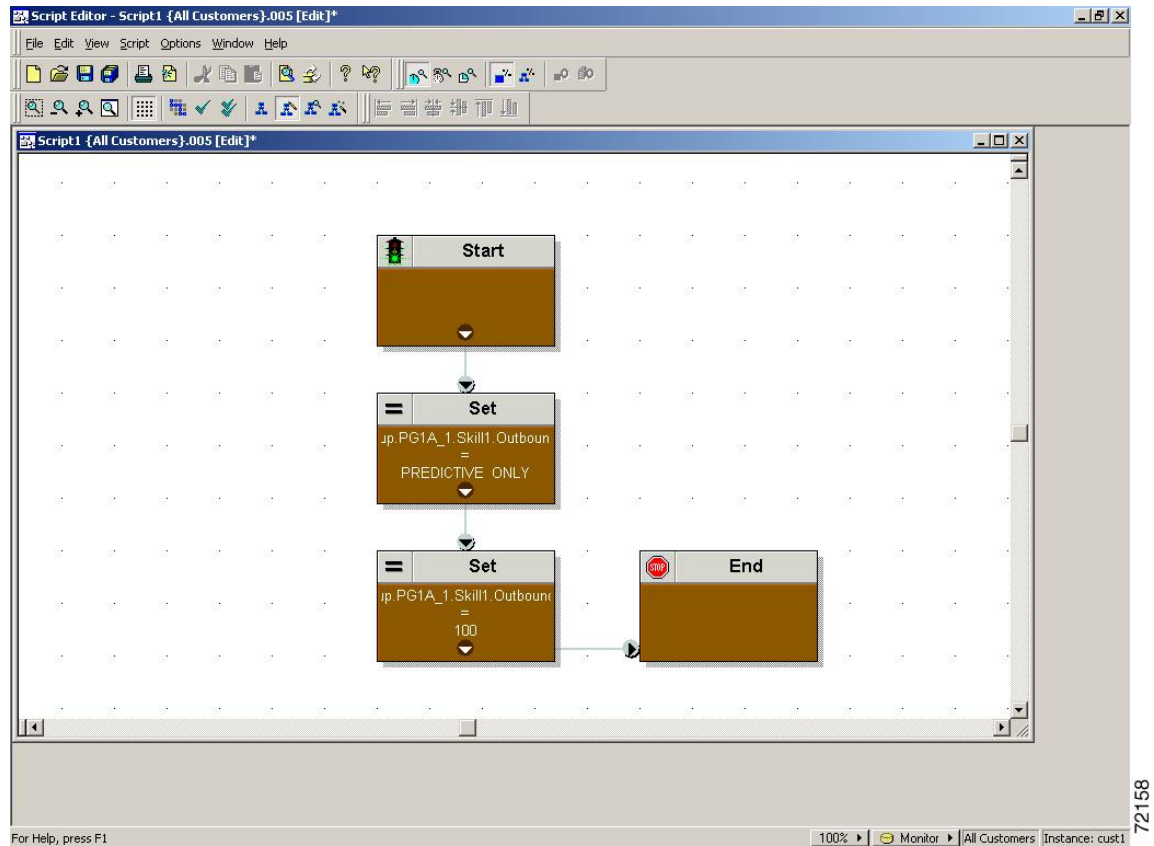 Script Editor - Script1 {All Customers}.005 [Edit]*
File Edit View Script Options Window Help
Script1 {All Customers}.005 [Edit]*
Start
Set
up.PG1A_1.Skill1.Outboun
=
PREDICTIVE ONLY
Set
up.PG1A_1.Skill1.Outbound
=
100
End
For Help, press F1
100%
Monitor
All Customers
Instance: cust1
72158